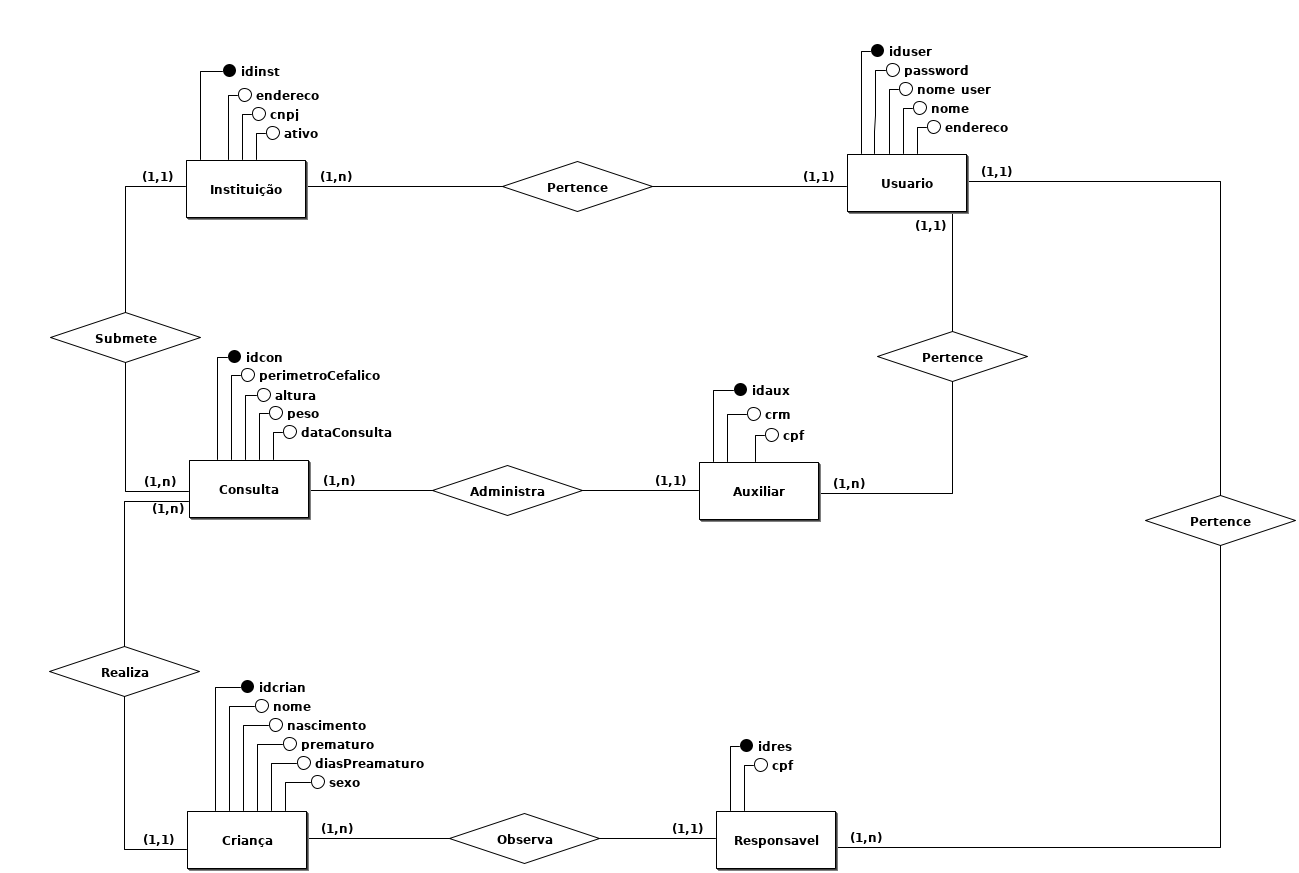 iduser
password
nome_user
nome
endereco
idinst
endereco
cnpj
ativo
(1,1)
Instituição
(1,n)
Pertence
(1,1)
Usuario
(1,1)
(1,1)
Submete
Pertence
idcon
perimetroCefalico
altura
peso
dataConsulta
idaux
crm
cpf
(1,n)
Consulta
(1,n)
Administra
(1,1)
Auxiliar
(1,n)
(1,n)
Pertence
Realiza
idcrian
nome
nascimento
prematuro
diasPreamaturo
sexo
idres
cpf
(1,1)
Criança
(1,n)
Observa
(1,1)
Responsavel
(1,n)